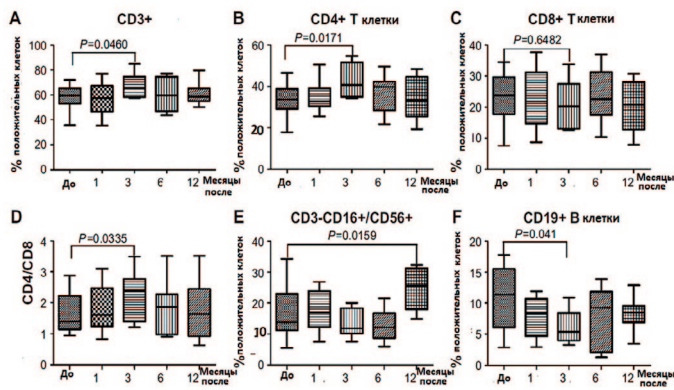 A CD3+
P=0.0460
% положительных клеток
100
80
60
40
20
0
До 1 3 6 12 Месяцы после
B CD4+ Т клетки
P=0.0171
% положительных клеток
60
40
20
20
0
До 1 3 6 12 Месяцы после
C CD8+ Т клетки
P=0.6482
% положительных клеток
40
30
20
10
0
До 1 3 6 12 Месяцы после
D
P=0.0335
CD4/CD8
4
3
2
1
0
До 1 3 6 12 Месяцы после
E CD3-CD16+/CD56+
P=0.0159
% положительных клеток
40
30
20
10
0
До 1 3 6 12 Месяцы после
F CD19+ В клетки
P=0.041
% положительных клеток
20
15
10
5
0
До 1 3 6 12 Месяцы после